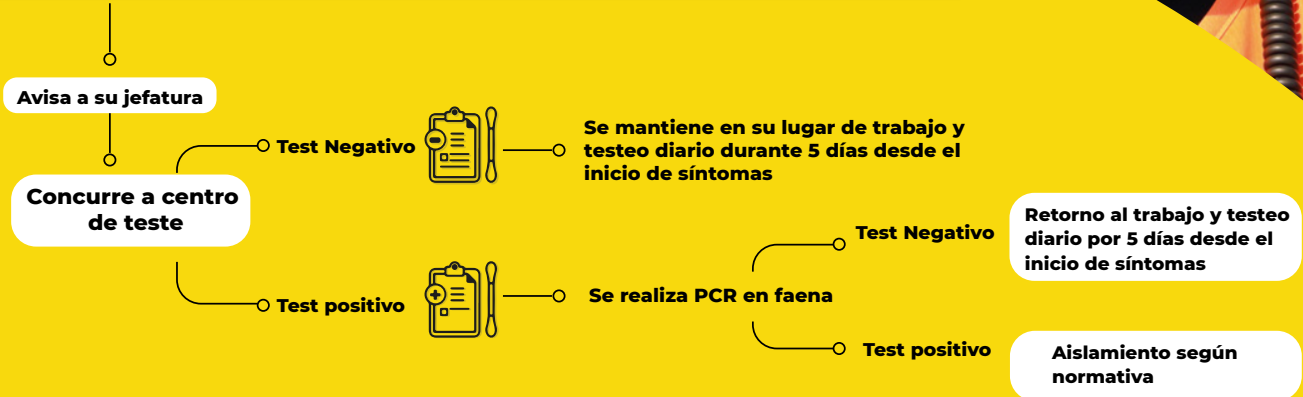 Avisa a su jefatura
Concurre a centro
de teste
Test Negativo
Se mantiene en su lugar de trabajo y
testeo diario durante 5 días desde el
inicio de síntomas
Test positivo
Se realiza PCR en faena
Test Negativo
Retorno al trabajo y testeo
diario por 5 días desde el
inicio de síntomas
Test positivo
Aislamiento según
normativa